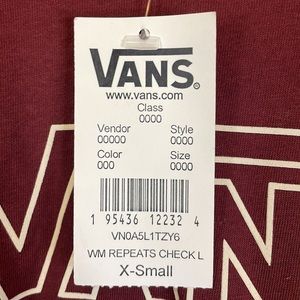 VANS
www.vans.com
Class
0000
Vendor Style
00000 0000
Color Size
000 0000
1 95436 12232 4
VN0A5L1TZY6
WM REPEATS CHECK L
X-Small
VAN